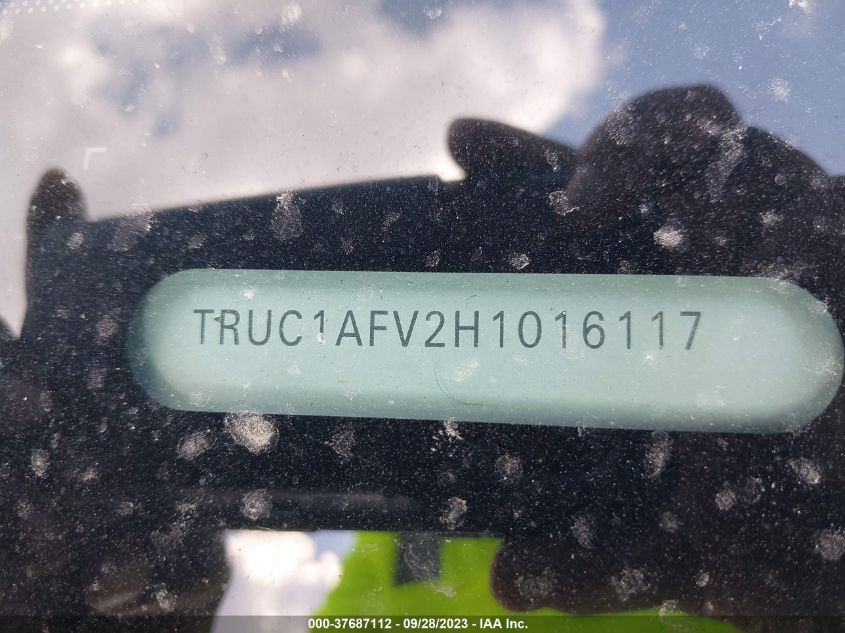 TRUC1AFV2H1016117
000-37687112 - 09/28/2023 - IAA Inc.